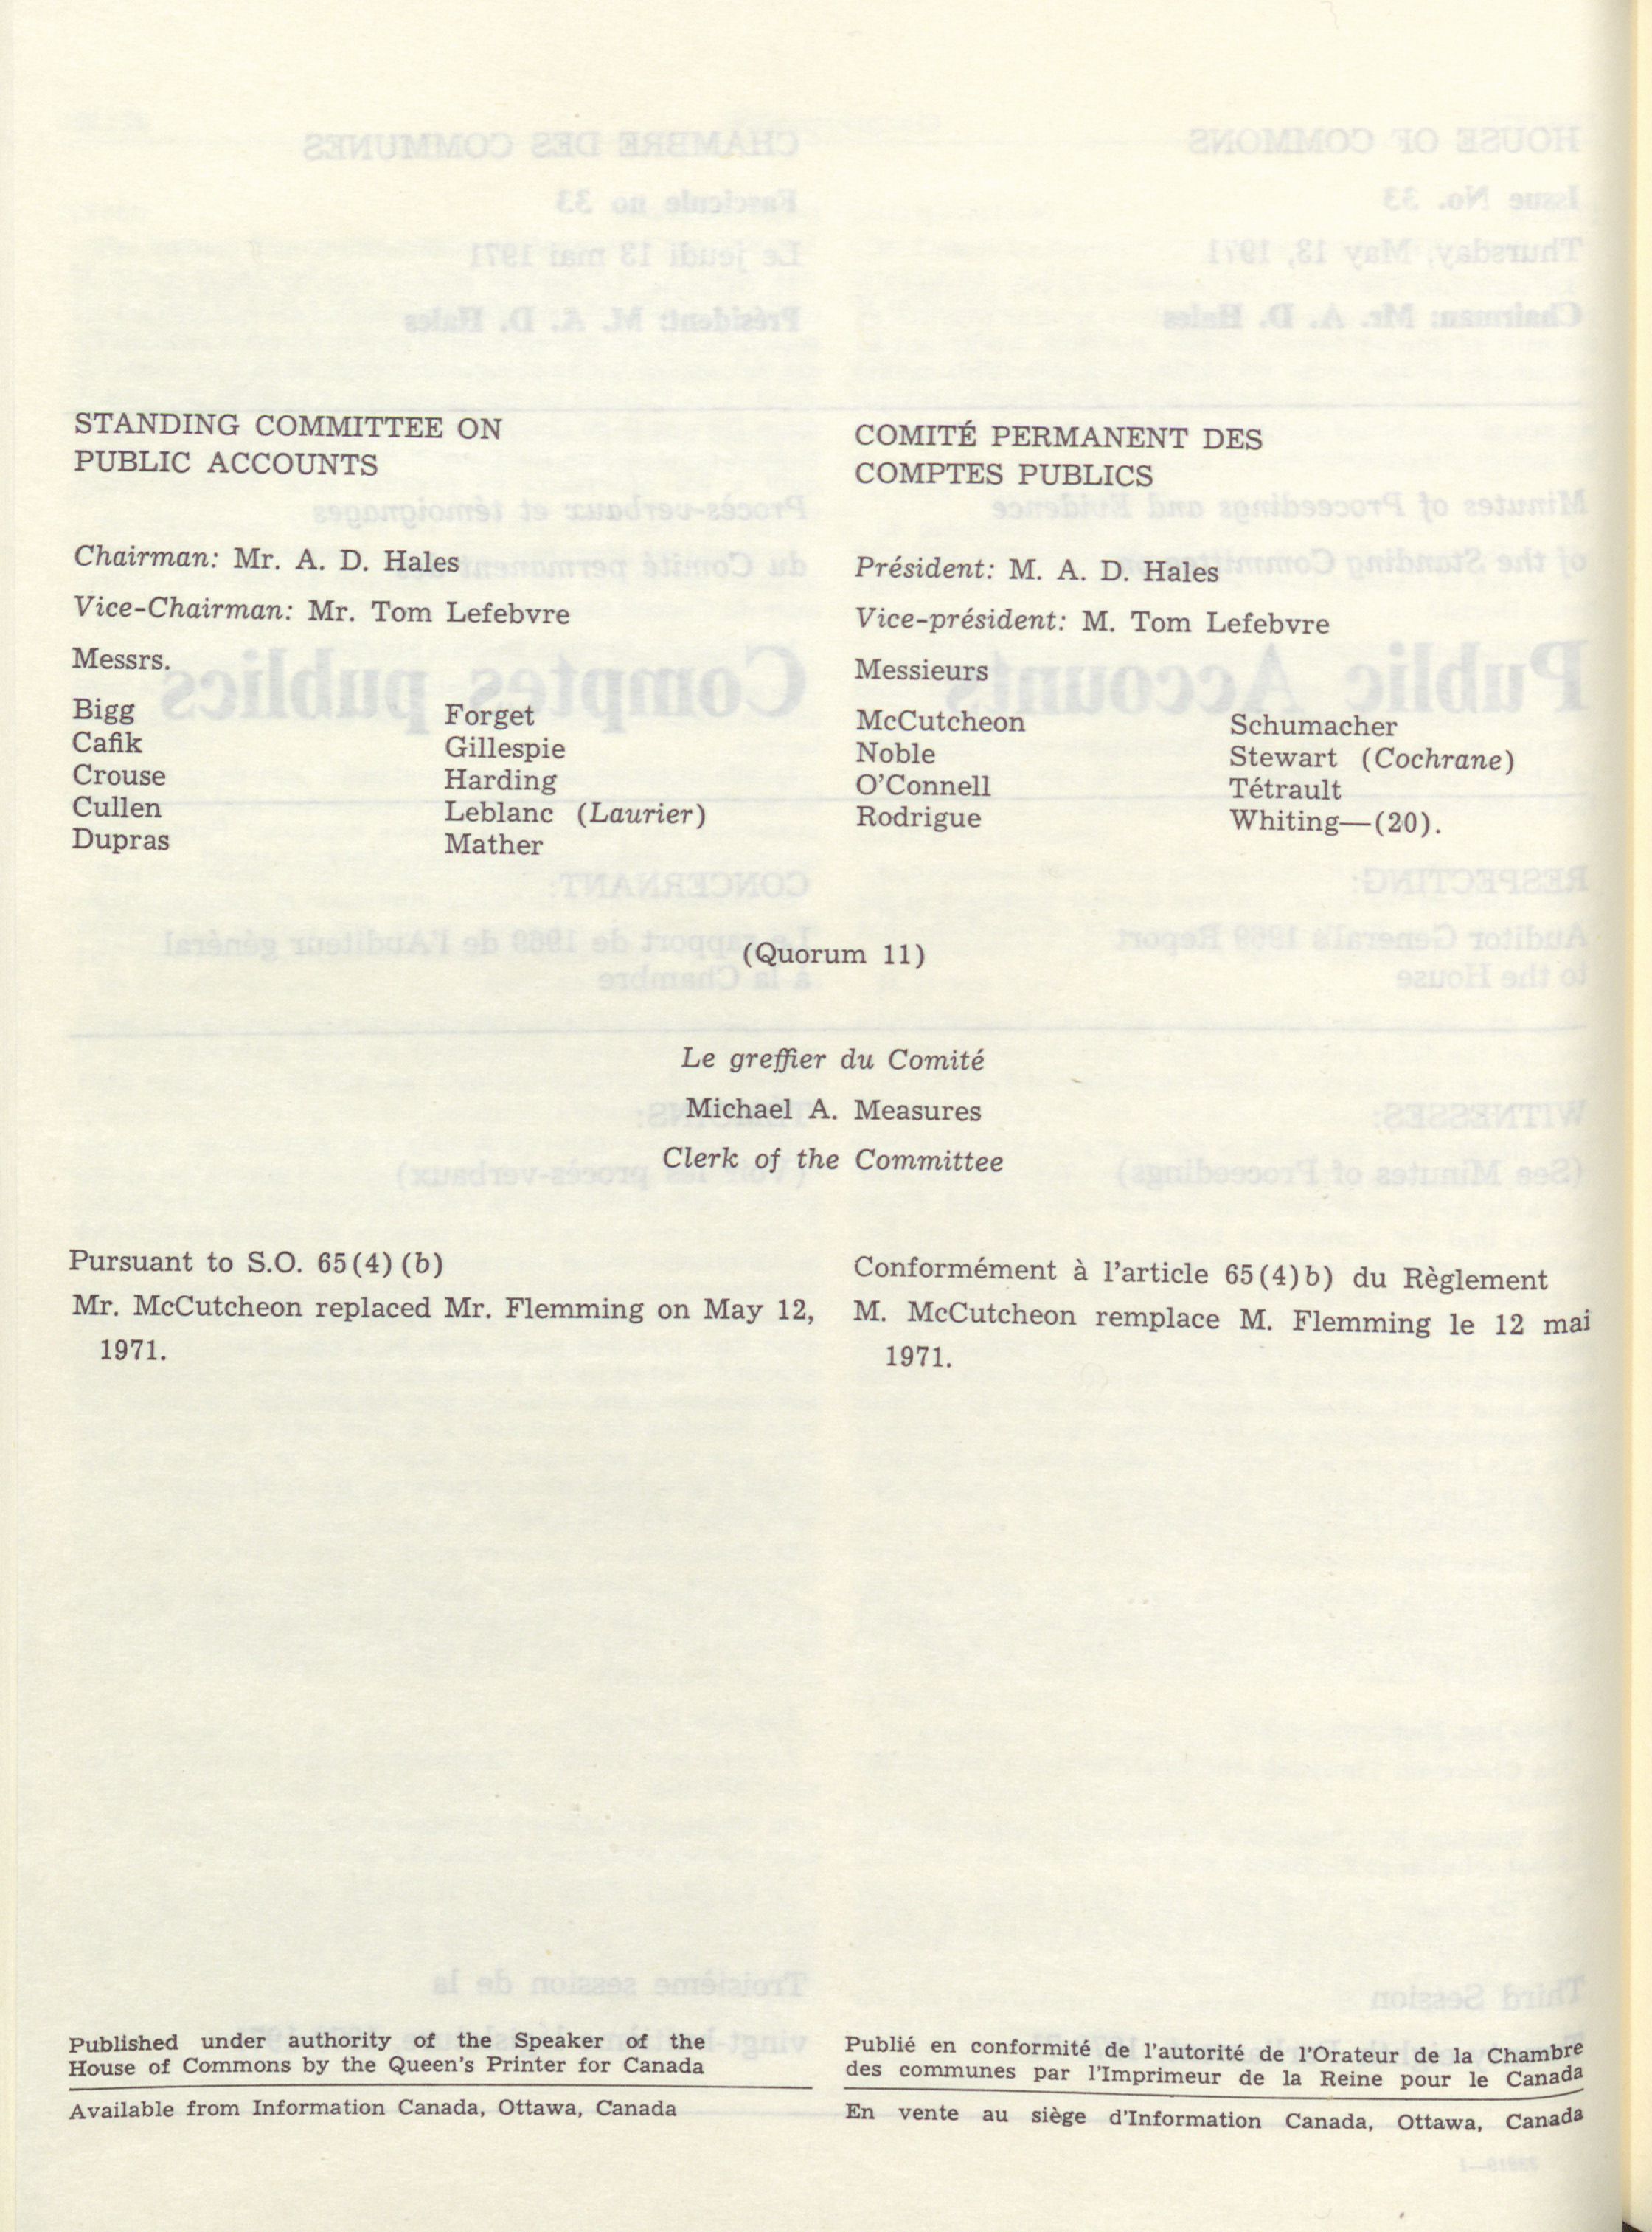 STANDING COMMITTEE ON
PUBLIC ACCOUNTS
Chairman: Mr. A. D. Hales
Vice-Chairman: Mr. Tom Lefebvre
Messrs.
Bigg
Cafik
Crouse
Cullen
Dupras
Forget
Gillespie
Harding
Leblanc (Laurier)
Mather
COMITÉ PERMANENT DES
COMPTES PUBLICS
Président: M. A. D. Hales
Vice-président: M. Tom Lefebvre
Messieurs
McCutcheon
Noble
O'Connell
Rodrigue
Schumacher
Stewart (Cochrane)
Tétrault
Whiting—(20).
(Quorum 11)
Le greffier du Comité
Michael A. Measures
Clerk of the Committee
Pursuant to S.O. 65(4)(b)
Mr. McCutcheon replaced Mr. Flemming on May 12,
1971.
Conformément à l'article 65(4)b) du Règlement
M. McCutcheon remplace M. Flemming le 12 mai
1971.
Published under authority of the Speaker of the
House of Commons by the Queen's Printer for Canada
Available from Information Canada, Ottawa, Canada
Publié en conformité de l'autorité de l'Orateur de la Chambre
des communes par l'Imprimeur de la Reine pour le Canada
En vente au siège d'Information Canada, Ottawa, Canada